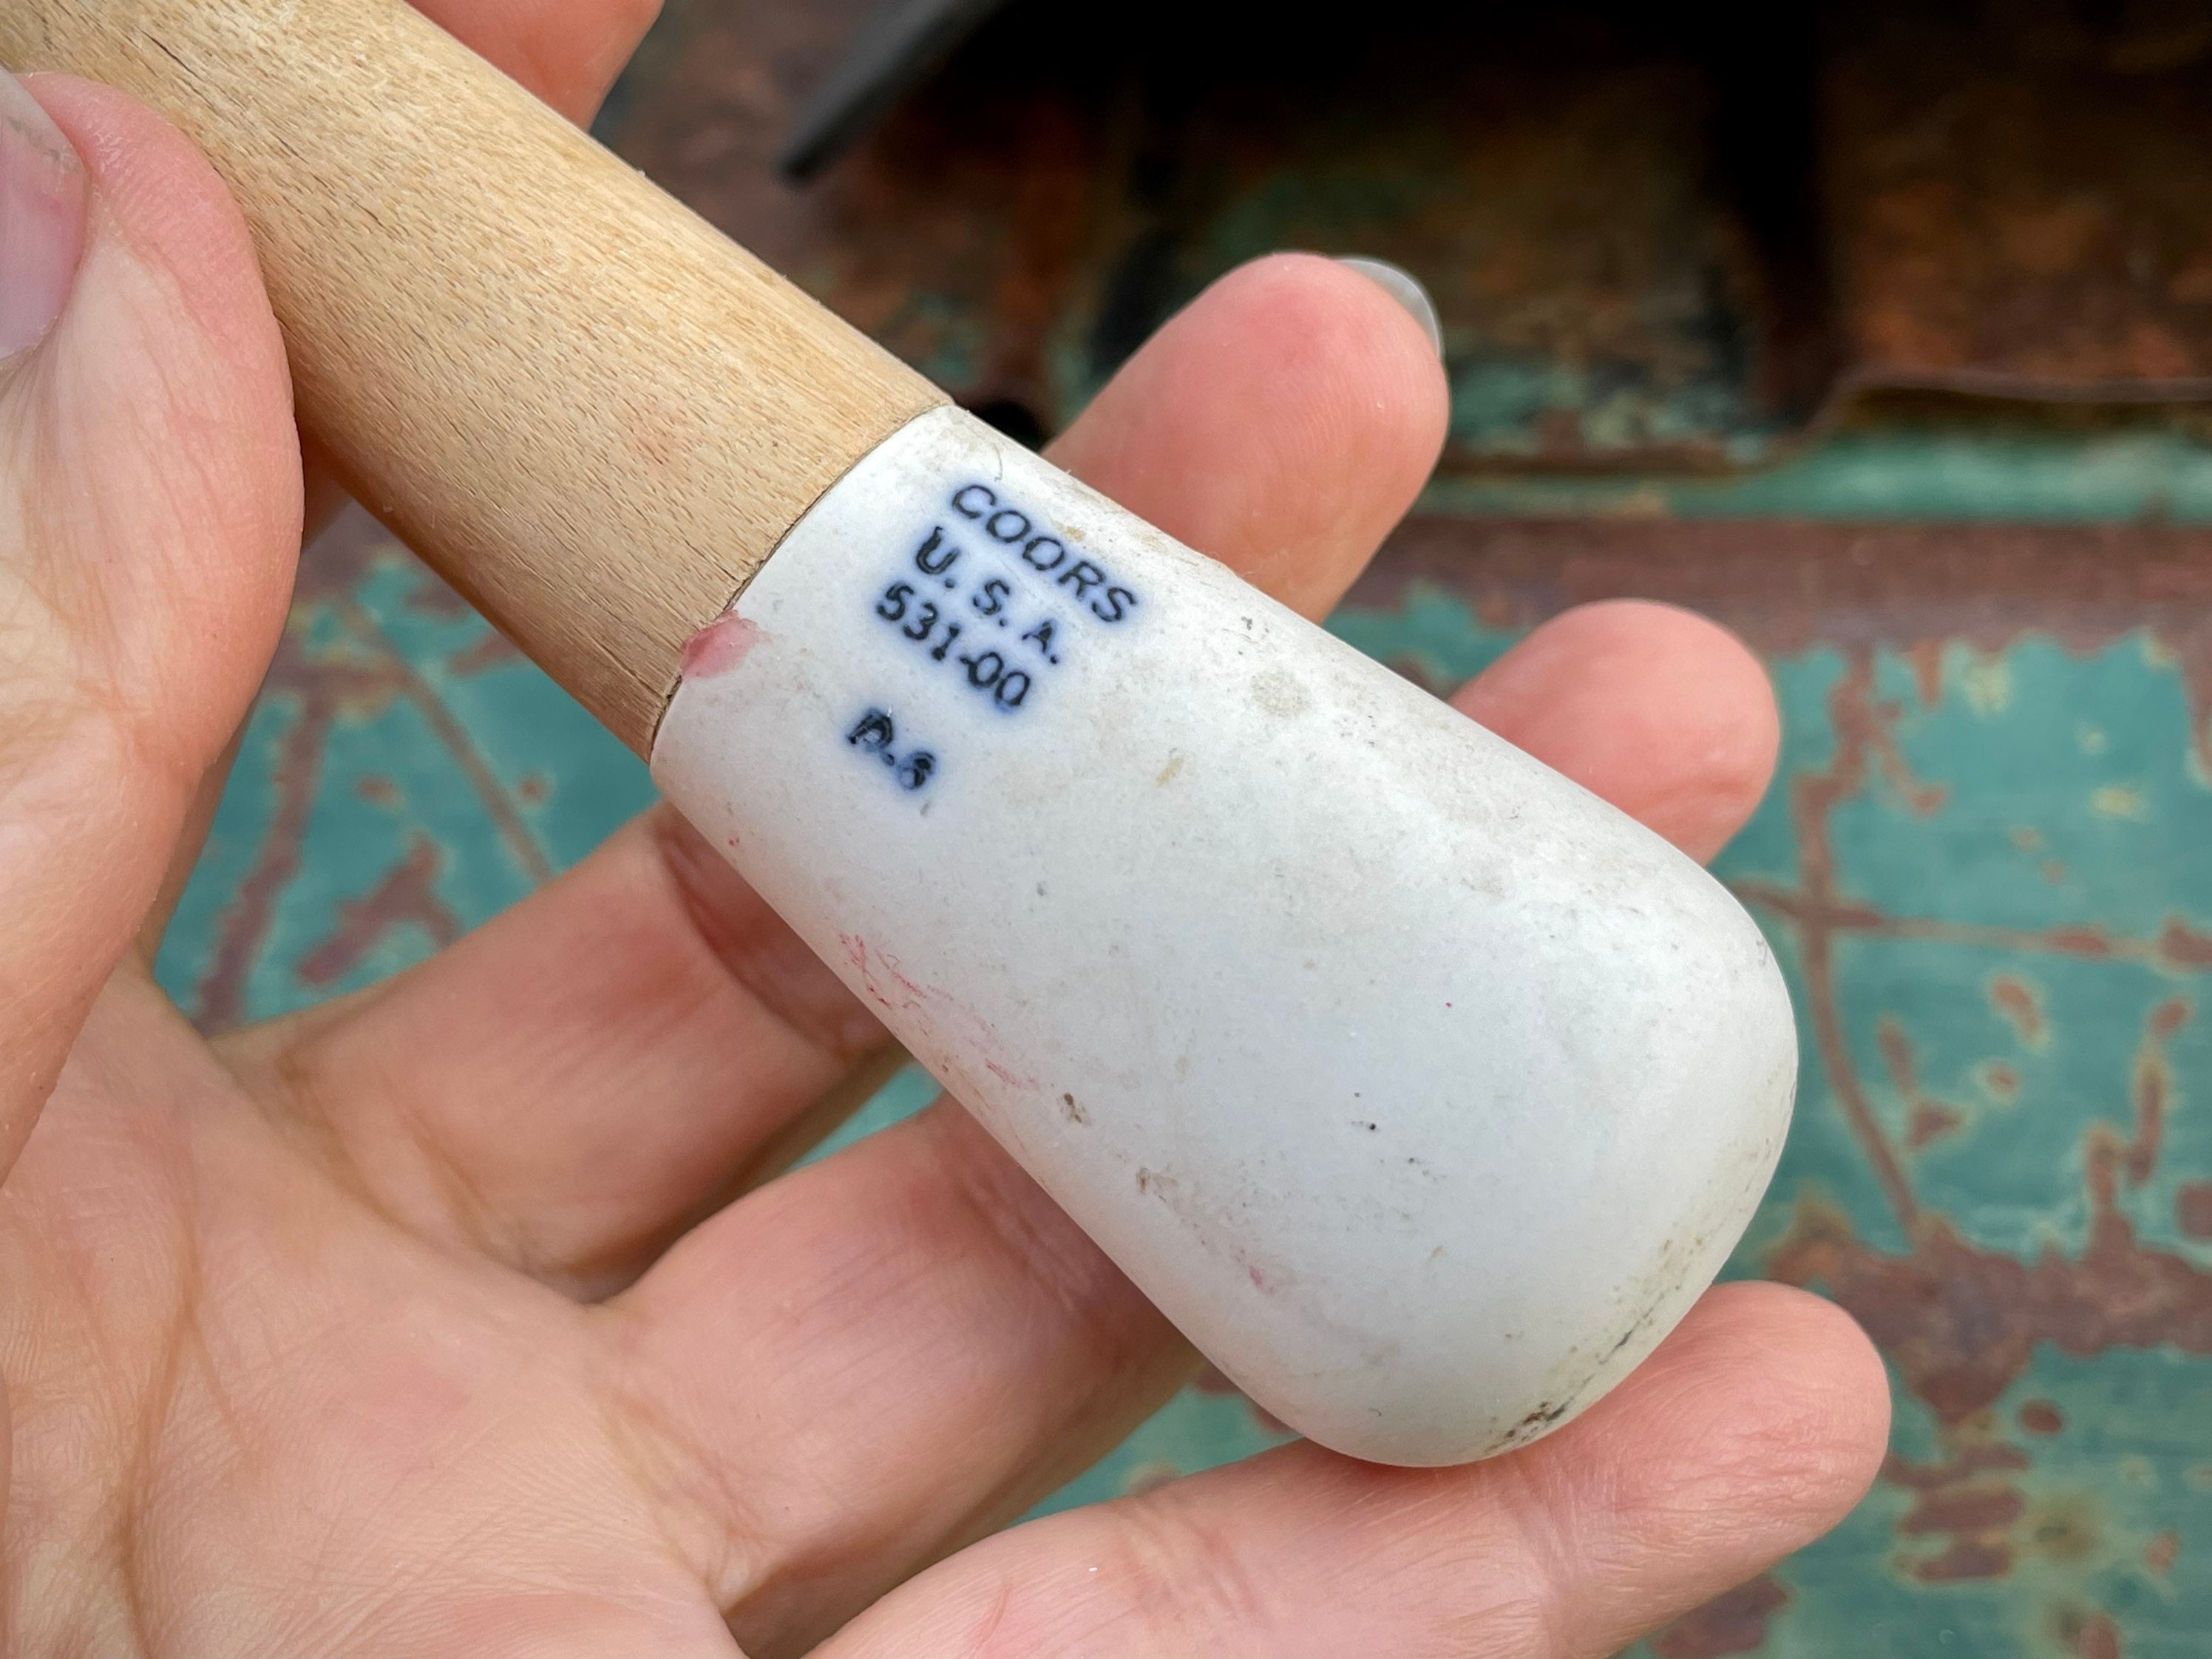 COORS
U. S. A.
531-00